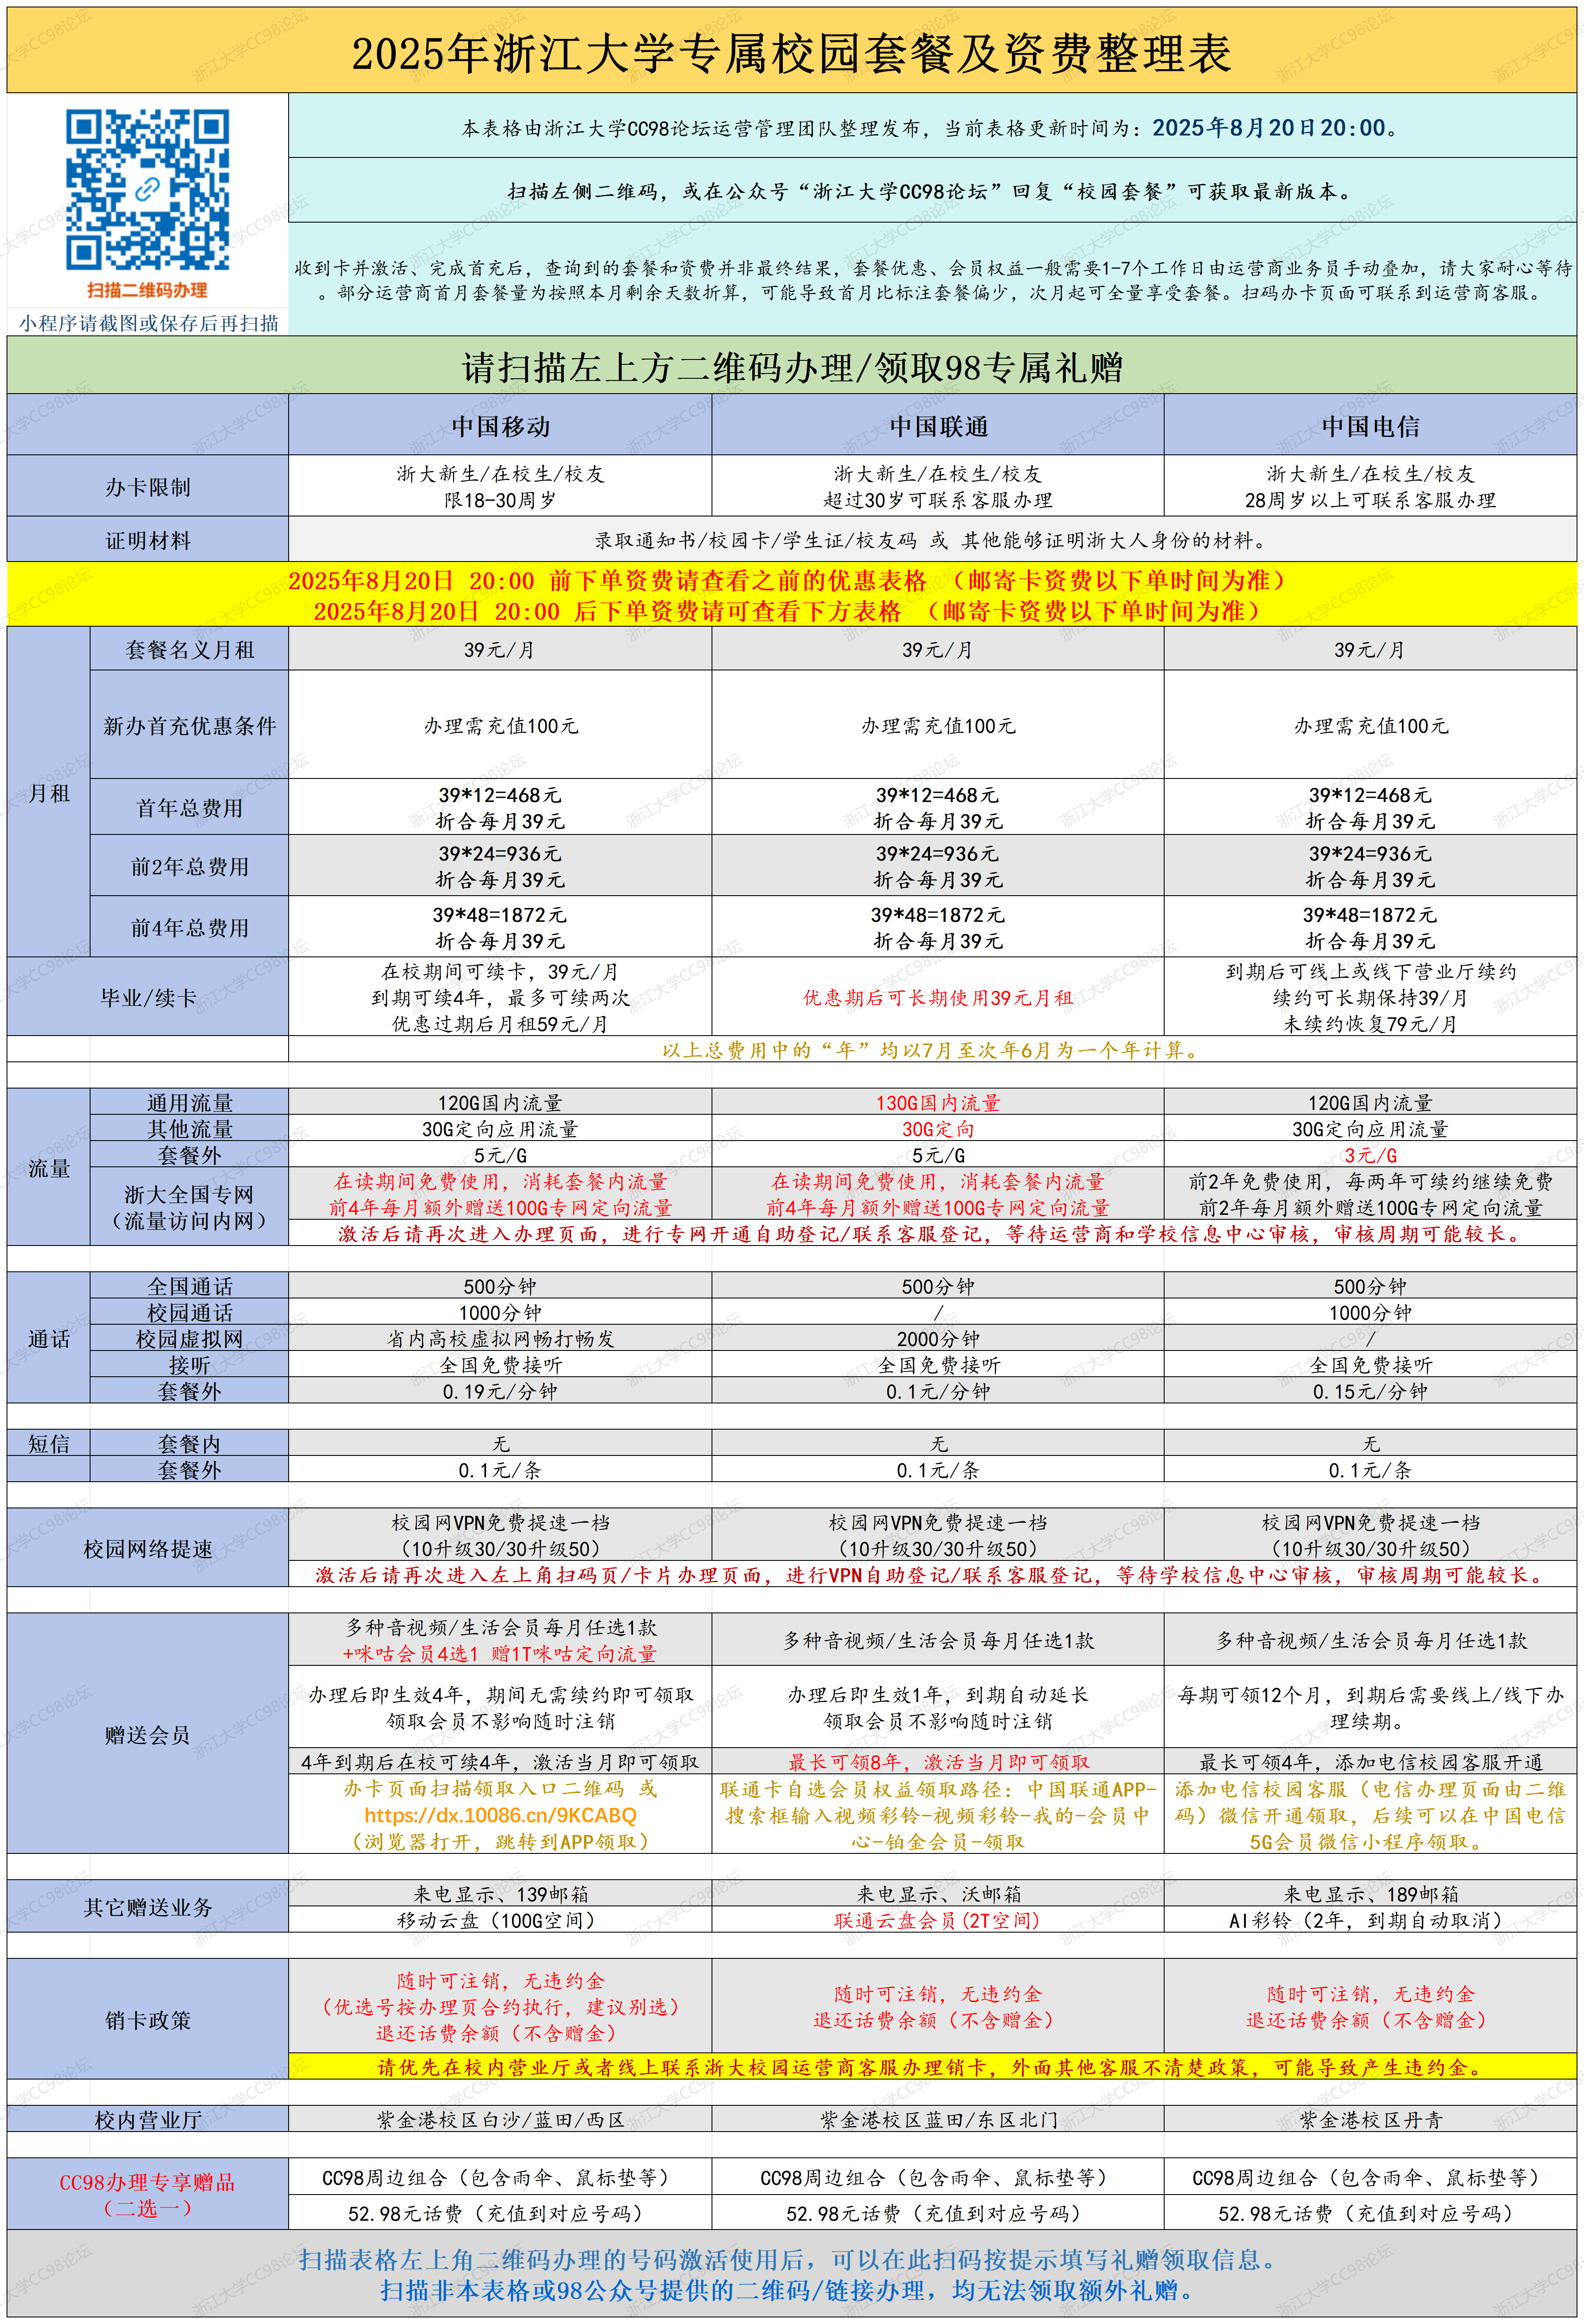 2025年浙江大学专属校园套餐及资费整理表
扫描二维码办理
小程序请截图或保存后再扫描
本表格由浙江大学CC98论坛运营管理团队整理发布，当前表格更新时间为：2025年8月20日20:00。
扫描左侧二维码，或在公众号“浙江大学CC98论坛”回复“校园套餐”可获取最新版本。
收到卡并激活、完成首充后，查询到的套餐和资费并非最终结果，套餐优惠、会员权益一般需要1-7个工作日由运营商业务员手动叠加，请大家耐心等待
。部分运营商首月套餐量为按照本月剩余天数折算，可能导致首月比标注套餐偏少，次月起可全量享受套餐。扫码办卡页面可联系到运营商客服。
请扫描左上方二维码办理/领取98专属礼赠
中国移动 中国联通 中国电信
办卡限制
浙大新生/在校生/校友
限18-30周岁
浙大新生/在校生/校友
超过30岁可联系客服办理
浙大新生/在校生/校友
28周岁以上可联系客服办理
证明材料
录取通知书/校园卡/学生证/校友码 或 其他能够证明浙大人身份的材料。
2025年8月20日 20:00 前下单资费请查看之前的优惠表格 （邮寄卡资费以下单时间为准）
2025年8月20日 20:00 后下单资费请可查看下方表格 （邮寄卡资费以下单时间为准）
月租
套餐名义月租 39元/月 39元/月 39元/月
新办首充优惠条件 办理需充值100元 办理需充值100元 办理需充值100元
首年总费用
39*12=468元
折合每月39元
39*12=468元
折合每月39元
39*12=468元
折合每月39元
前2年总费用
39*24=936元
折合每月39元
39*24=936元
折合每月39元
39*24=936元
折合每月39元
前4年总费用
39*48=1872元
折合每月39元
39*48=1872元
折合每月39元
39*48=1872元
折合每月39元
毕业/续卡
在校期间可续卡，39元/月
到期可续4年，最多可续两次
优惠过期后月租59元/月
优惠期后可长期使用39元月租
到期后可线上或线下营业厅续约
续约可长期保持39/月
未续约恢复79元/月
以上总费用中的“年”均以7月至次年6月为一个年计算。
流量
通用流量 120G国内流量 130G国内流量 120G国内流量
其他流量 30G定向应用流量 30G定向 30G定向应用流量
套餐外 5元/G 5元/G 3元/G
浙大全国专网
（流量访问内网）
在读期间免费使用，消耗套餐内流量
前4年每月额外赠送100G专网定向流量
在读期间免费使用，消耗套餐内流量
前4年每月额外赠送100G专网定向流量
前2年免费使用，每两年可续约继续免费
前2年每月额外赠送100G专网定向流量
激活后请再次进入办理页面，进行专网开通自助登记/联系客服登记，等待运营商和学校信息中心审核，审核周期可能较长。
通话
全国通话 500分钟 500分钟 500分钟
校园通话 1000分钟 / 1000分钟
校园虚拟网 省内高校虚拟网畅打畅发 2000分钟 /
接听 全国免费接听 全国免费接听 全国免费接听
套餐外 0.19元/分钟 0.1元/分钟 0.15元/分钟
短信 套餐内 无 无 无
套餐外 0.1元/条 0.1元/条 0.1元/条
校园网络提速
校园网VPN免费提速一档
（10升级30/30升级50）
校园网VPN免费提速一档
（10升级30/30升级50）
校园网VPN免费提速一档
（10升级30/30升级50）
激活后请再次进入左上角扫码页/卡片办理页面，进行VPN自助登记/联系客服登记，等待学校信息中心审核，审核周期可能较长。
赠送会员
多种音视频/生活会员每月任选1款
+咪咕会员4选1 赠1T咪咕定向流量
多种音视频/生活会员每月任选1款
多种音视频/生活会员每月任选1款
办理后即生效4年，期间无需续约即可领取
领取会员不影响随时注销
办理后即生效1年，到期自动延长
领取会员不影响随时注销
每期可领12个月，到期后需要线上/线下办
理续期。
4年到期后在校可续4年，激活当月即可领取
最长可领8年，激活当月即可领取
最长可领4年，添加电信校园客服开通
办卡页面扫描领取入口二维码 或
https://dx.10086.cn/9KCABQ
（浏览器打开，跳转到APP领取）
联通卡自选会员权益领取路径：中国联通APP-
搜索框输入视频彩铃-视频彩铃-我的-会员中
心-铂金会员-领取
添加电信校园客服（电信办理页面由二维
码）微信开通领取，后续可以在中国电信
5G会员微信小程序领取。
其它赠送业务
来电显示、139邮箱 来电显示、沃邮箱 来电显示、189邮箱
移动云盘（100G空间） 联通云盘会员(2T空间) AI彩铃（2年，到期自动取消）
销卡政策
随时可注销，无违约金
（优选号按办理页合约执行，建议别选）
退还话费余额（不含赠金）
随时可注销，无违约金
退还话费余额（不含赠金）
随时可注销，无违约金
退还话费余额（不含赠金）
请优先在校内营业厅或者线上联系浙大校园运营商客服办理销卡，外面其他客服不清楚政策，可能导致产生违约金。
校内营业厅 紫金港校区白沙/蓝田/西区 紫金港校区蓝田/东区北门 紫金港校区丹青
CC98办理专享赠品
（二选一）
CC98周边组合（包含雨伞、鼠标垫等） CC98周边组合（包含雨伞、鼠标垫等） CC98周边组合（包含雨伞、鼠标垫等）
52.98元话费（充值到对应号码） 52.98元话费（充值到对应号码） 52.98元话费（充值到对应号码）
扫描表格左上角二维码办理的号码激活使用后，可以在此扫码按提示填写礼赠领取信息。
扫描非本表格或98公众号提供的二维码/链接办理，均无法领取额外礼赠。
浙江大学CC98论坛